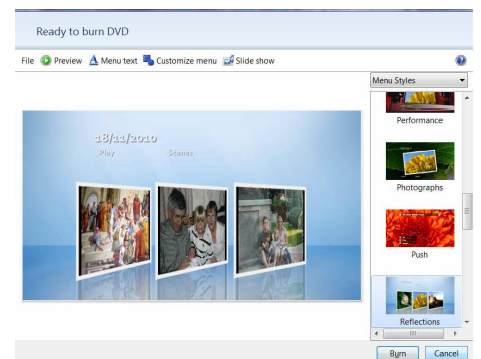 Ready to burn DVD
File Preview Menu text Customize menu Slide show
Menu Styles
18/11/2010
Play Scenes
Performance
Photographs
Push
Reflections
Burn Cancel